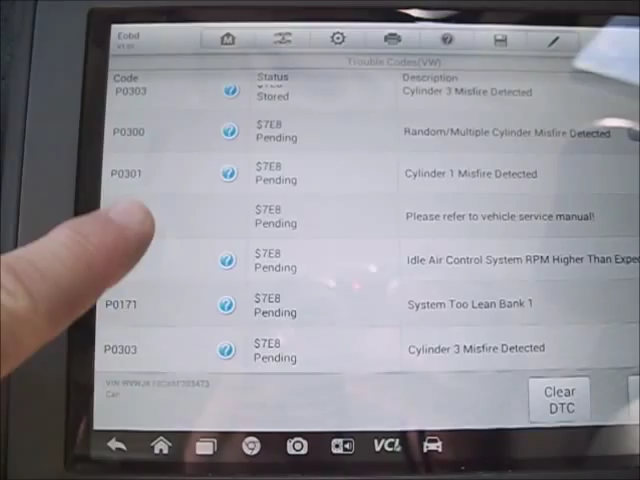 Eobd
Trouble Codes(VW)
Code Status Description
P0303 Stored Cylinder 3 Misfire Detected
P0300 $7E8 Pending Random/Multiple Cylinder Misfire Detected
P0301 $7E8 Pending Cylinder 1 Misfire Detected
$7E8 Pending Please refer to vehicle service manual!
$7E8 Pending Idle Air Control System RPM Higher Than Expe
P0171 $7E8 Pending System Too Lean Bank 1
P0303 $7E8 Pending Cylinder 3 Misfire Detected
Car
Clear
DTC
VCI